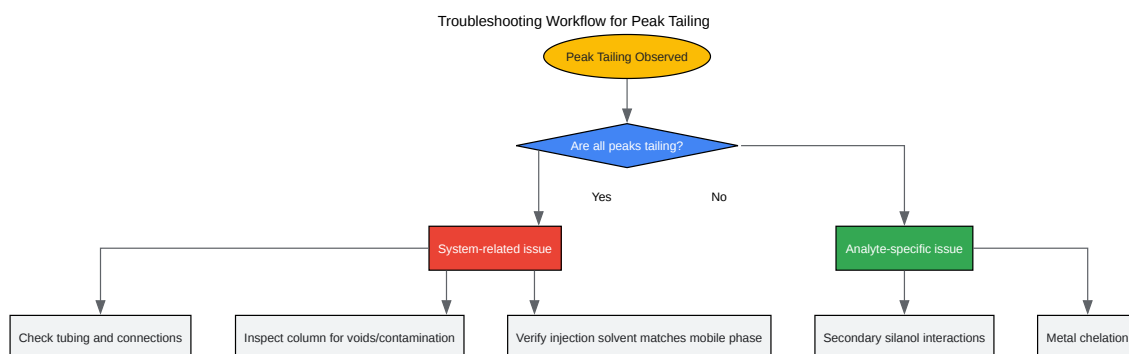 Troubleshooting Workflow for Peak Tailing
Peak Tailing Observed
Are all peaks tailing?
Yes
No
System-related issue
Analyte-specific issue
Check tubing and connections
Inspect column for voids/contamination
Verify injection solvent matches mobile phase
Secondary silanol interactions
Metal chelation